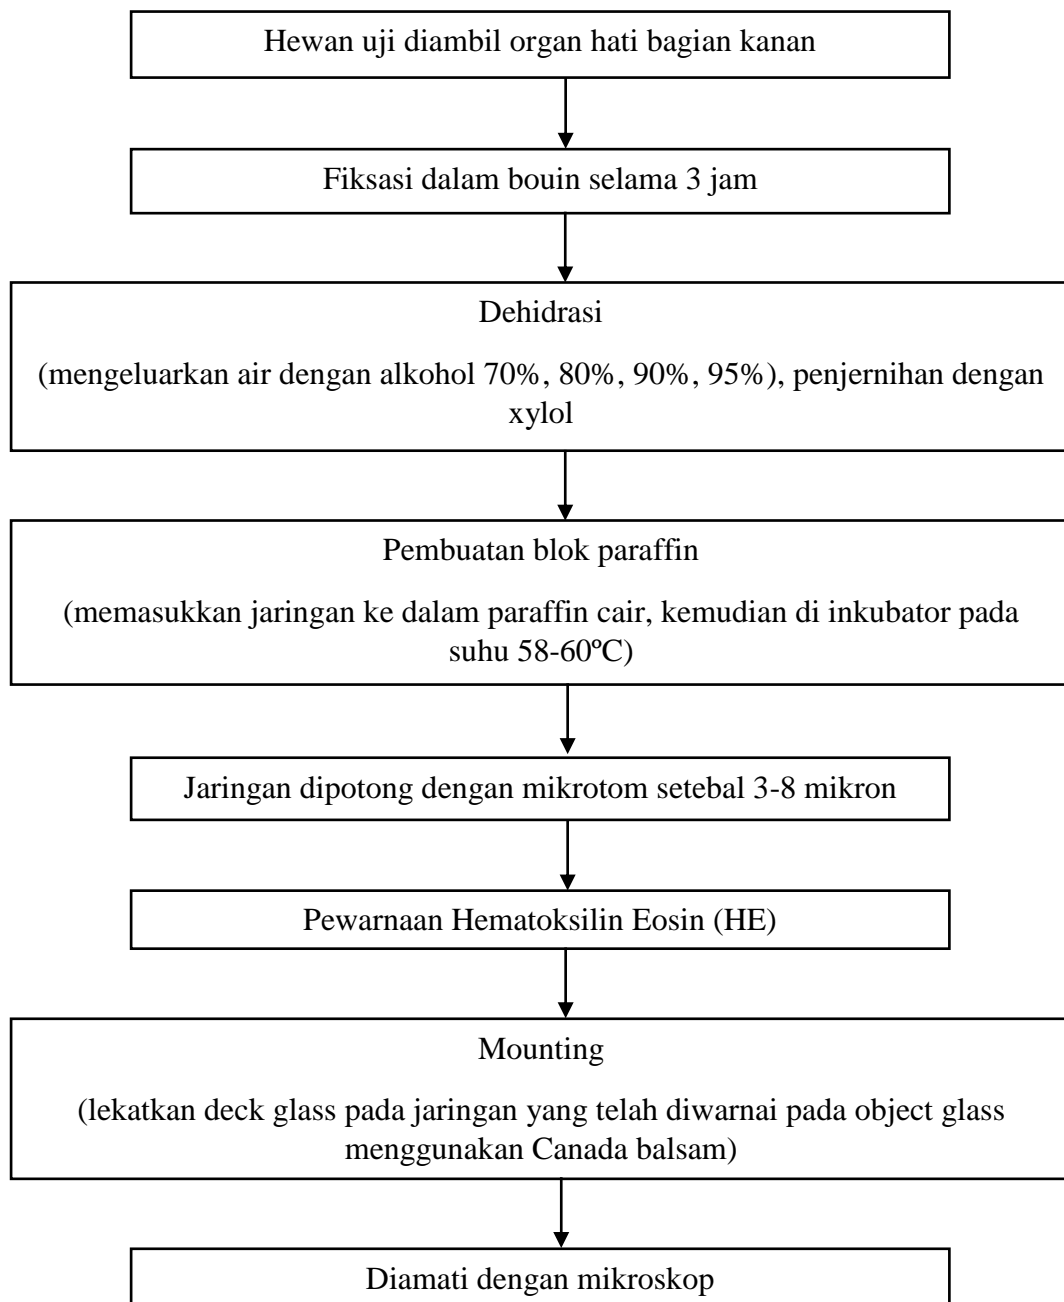 Hewan uji diambil organ hati bagian kanan
Fiksasi dalam bouin selama 3 jam
Dehidrasi
(mengeluarkan air dengan alkohol 70%, 80%, 90%, 95%), penjernihan dengan
xylol
Pembuatan blok paraffin
(memasukkan jaringan ke dalam paraffin cair, kemudian di inkubator pada
suhu 58-60ºC)
Jaringan dipotong dengan mikrotom setebal 3-8 mikron
Pewarnaan Hematoksilin Eosin (HE)
Mounting
(lekatkan deck glass pada jaringan yang telah diwarnai pada object glass
menggunakan Canada balsam)
Diamati dengan mikroskop